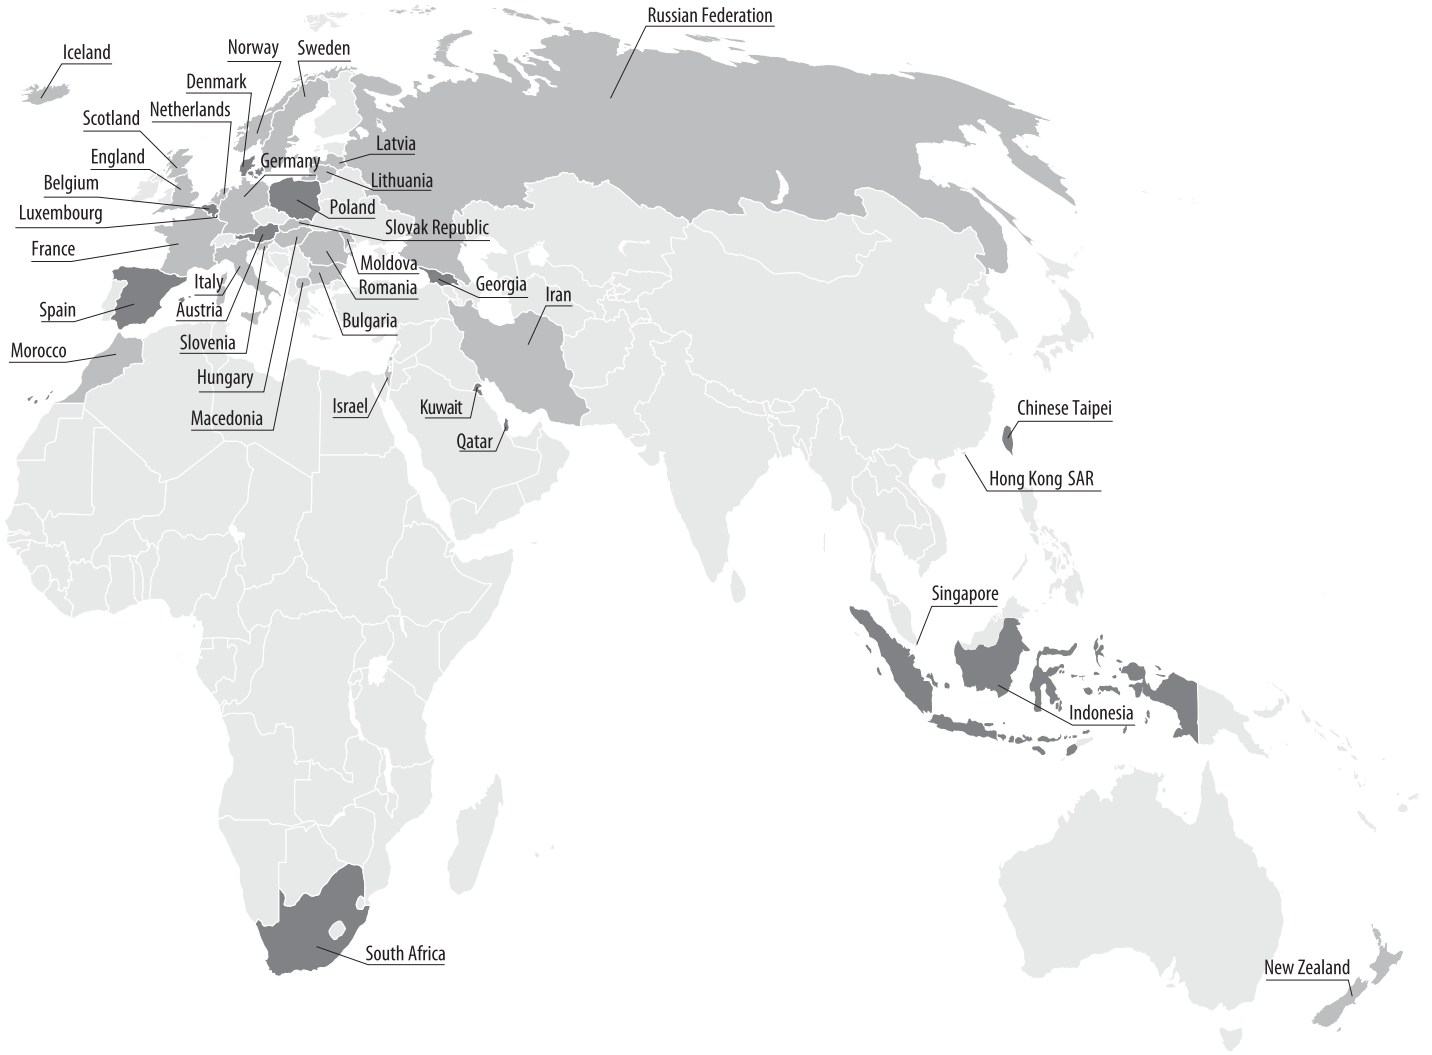 Russian Federation
Iceland
Norway
Sweden
Denmark
Netherlands
Scotland
England
Germany
Latvia
Belgium
Lithuania
Luxembourg
Poland
Slovak Republic
France
Moldova
Italy
Romania
Georgia
Iran
Spain
Austria
Bulgaria
Slovenia
Morocco
Hungary
Israel
Kuwait
Macedonia
Chinese Taipei
Qatar
Hong Kong SAR
Singapore
Indonesia
South Africa
New Zealand